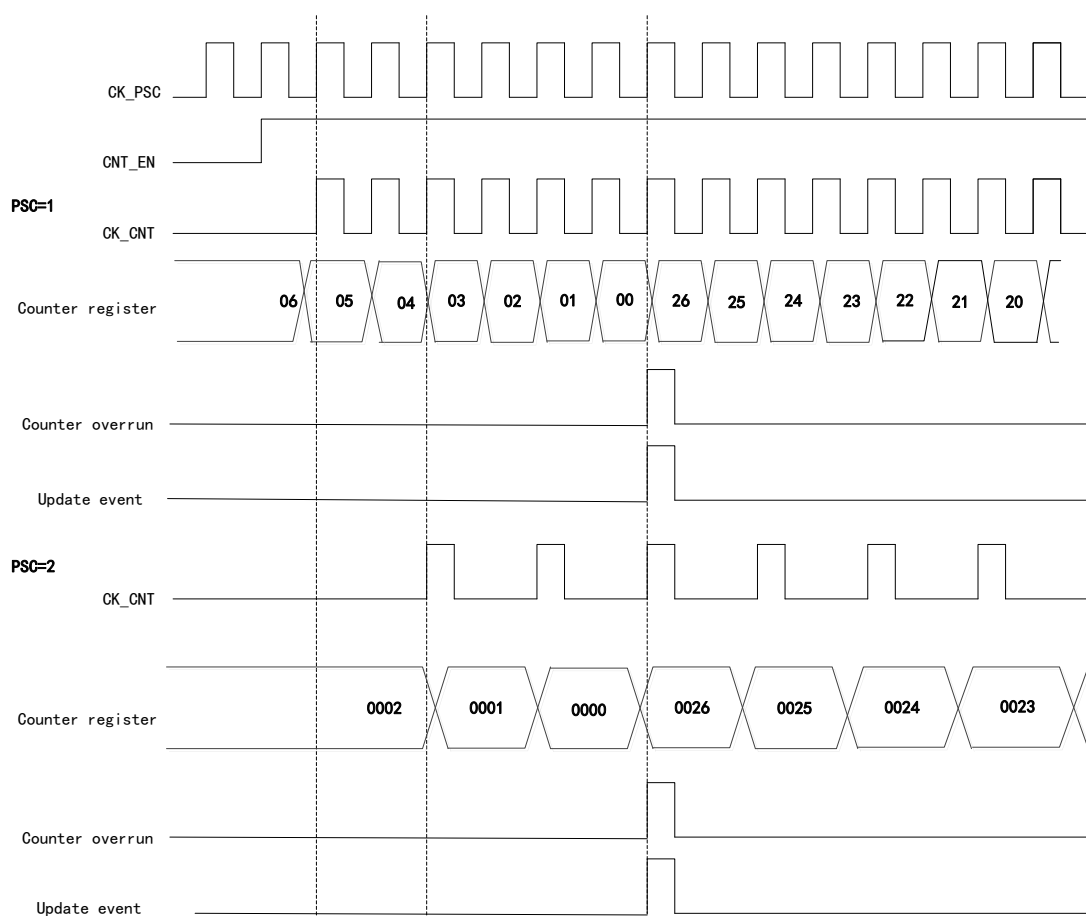 CK_PSC
CNT_EN
PSC=1
CK_CNT
Counter register 06 05 04 03 02 01 00 26 25 24 23 22 21 20
Counter overrun
Update event
PSC=2
CK_CNT
Counter register 0002 0001 0000 0026 0025 0024 0023
Counter overrun
Update event